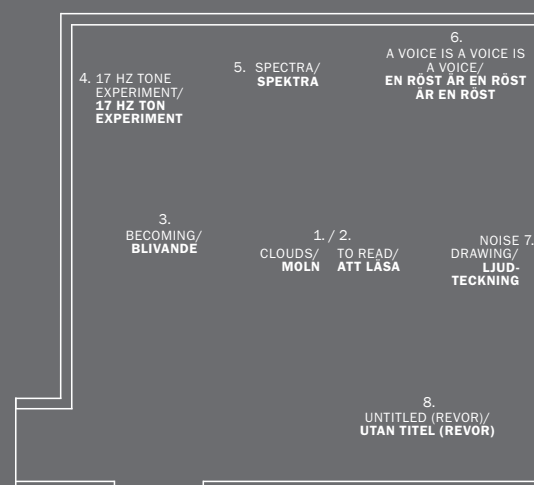 6.
A VOICE IS A VOICE IS
A VOICE/
EN RÖST ÄR EN RÖST
ÄR EN RÖST
5. SPECTRA/
SPEKTRA
4. 17 HZ TONE
EXPERIMENT/
17 HZ TON
EXPERIMENT
3.
BECOMING/
BLIVANDE
1. / 2.
CLOUDS/ TO READ/
MOLN ATT LÄSA
NOISE 7.
DRAWING/
LJUD-
TECKNING
8.
UNTITLED (REVOR)/
UTAN TITEL (REVOR)